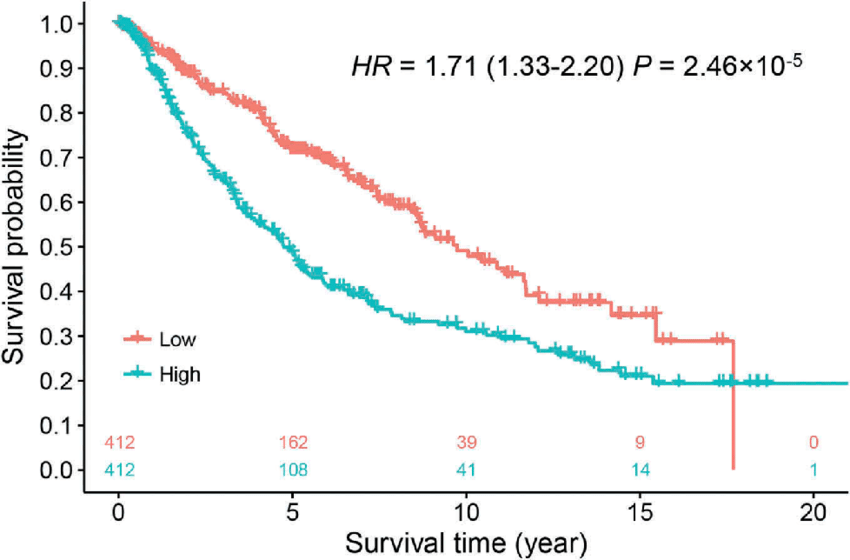 HR = 1.71 (1.33-2.20) P = 2.46×10-5
Survival probability
1.0
0.9
0.8
0.7
0.6
0.5
0.4
0.3
0.2
0.1
0.0
Low
High
412 162 39 9 0
412 108 41 14 1
0 5 10 15 20
Survival time (year)